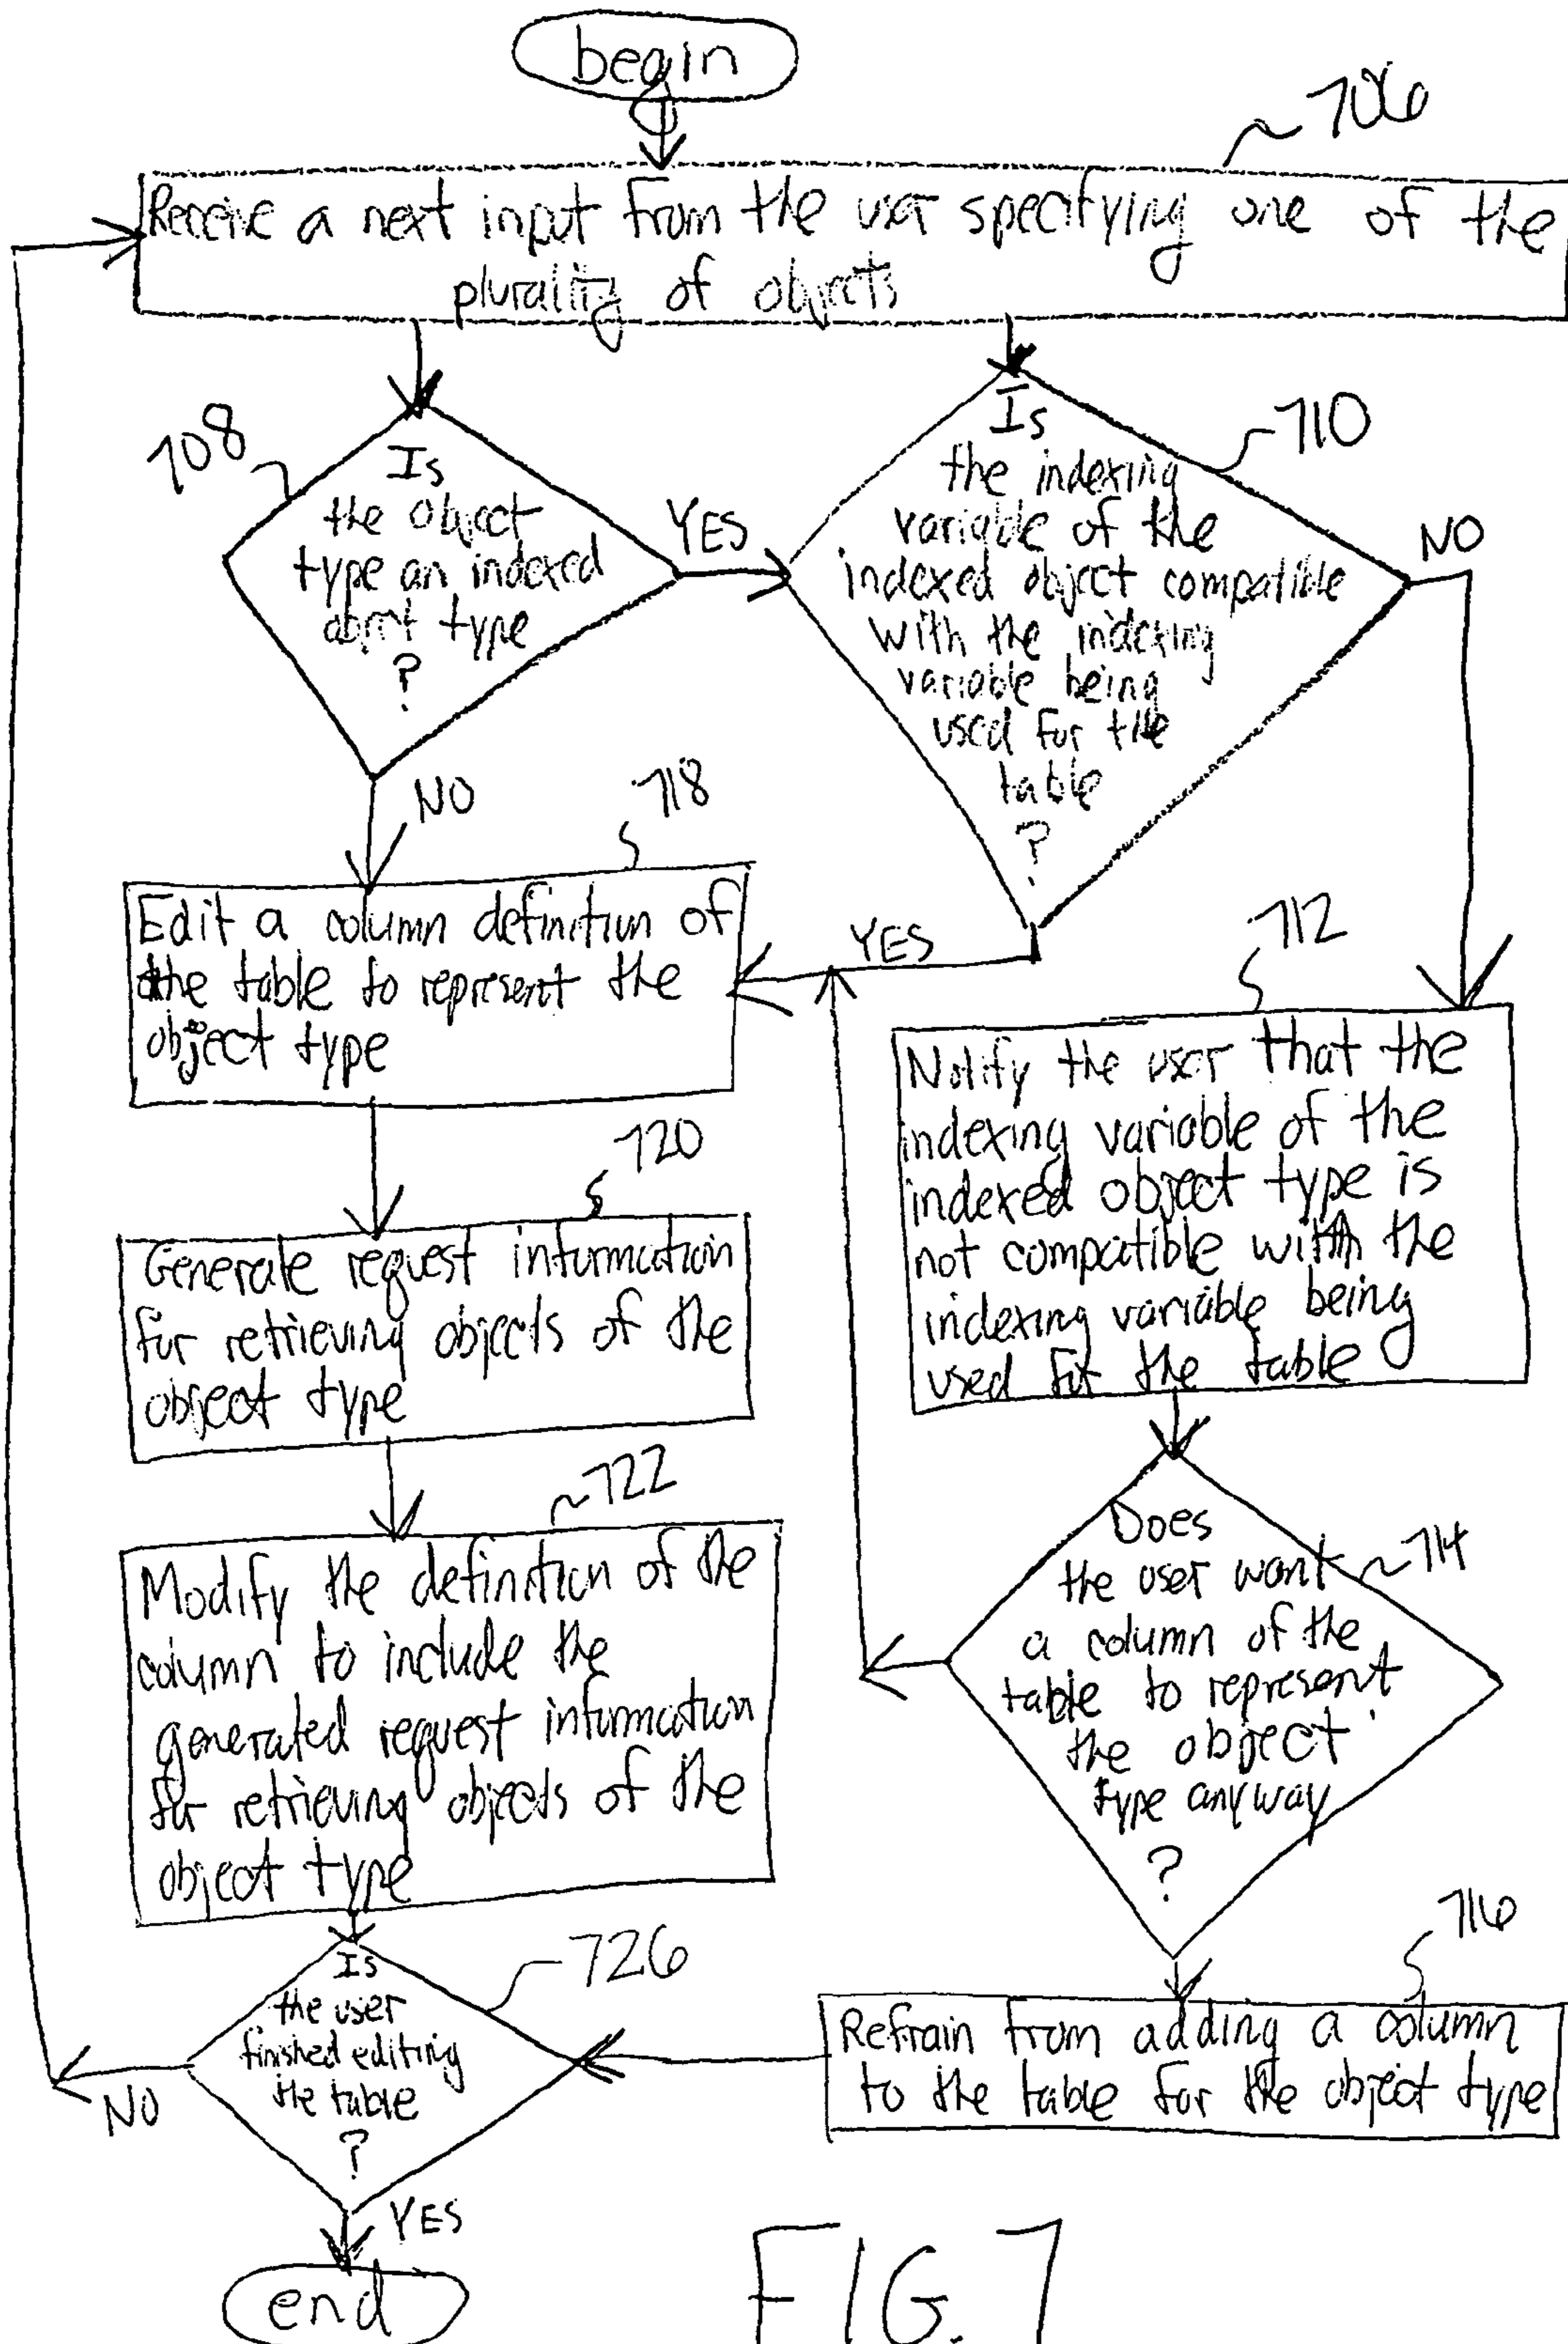 begin
706
Receive a next input from the user specifying one of the
plurality of objects
708
Is
the object
type an indexed
object type
?
YES
NO
710
Is
the indexing
variable of the
indexed object compatible
with the indexing
variable being
used for the
table
?
NO
YES
718
Edit a column definition of
the table to represent the
object type
712
Notify the user that the
indexing variable of the
indexed object type is
not compatible with the
indexing variable being
used for the table
720
Generate request information
for retrieving objects of the
object type
722
Modify the definition of the
column to include the
generated request information
for retrieving objects of the
object type
714
Does
the user want
a column of the
table to represent
the object
type anyway
?
716
Refrain from adding a column
to the table for the object type
726
Is
the user
finished editing
the table
?
NO
YES
end
FIG. 7